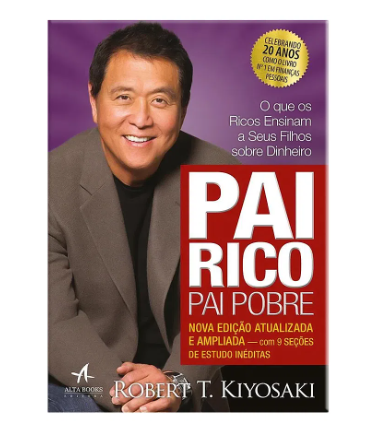 CELEBRANDO
20 ANOS
COMO O LIVRO
Nº 1 EM FINANÇAS
PESSOAIS
O que os
Ricos Ensinam
a Seus Filhos
sobre Dinheiro
PAI
RICO
PAI POBRE
NOVA EDIÇÃO ATUALIZADA
E AMPLIADA — com 9 SEÇÕES
DE ESTUDO INÉDITAS
ALTA BOOKS
EDITORA
ROBERT T. KIYOSAKI